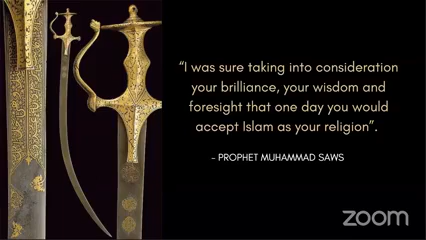 “I was sure taking into consideration
your brilliance, your wisdom and
foresight that one day you would
accept Islam as your religion”.
- PROPHET MUHAMMAD SAWS
zoom